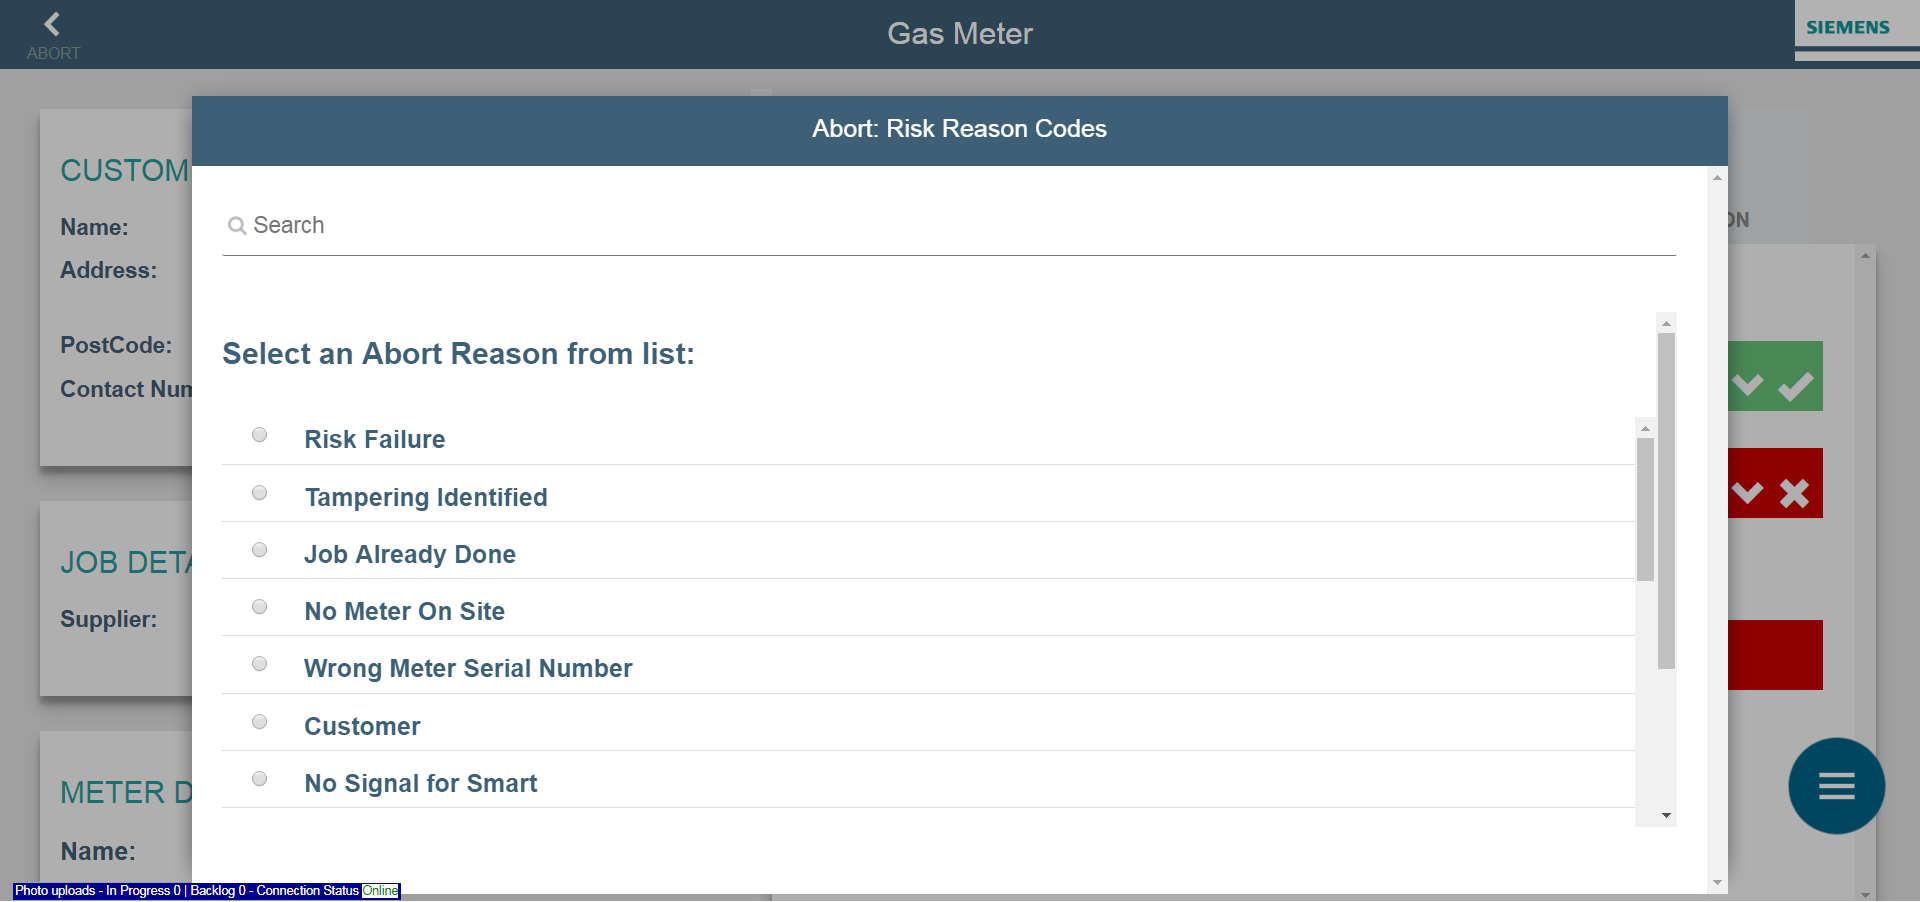 ABORT
Gas Meter
SIEMENS
Abort: Risk Reason Codes
CUSTOM
Name:
Address:
PostCode:
Contact Num
JOB DETA
Supplier:
METER D
Name:
Search
Select an Abort Reason from list:
Risk Failure
Tampering Identified
Job Already Done
No Meter On Site
Wrong Meter Serial Number
Customer
No Signal for Smart
ON
Photo uploads - In Progress 0 | Backlog 0 - Connection Status Online